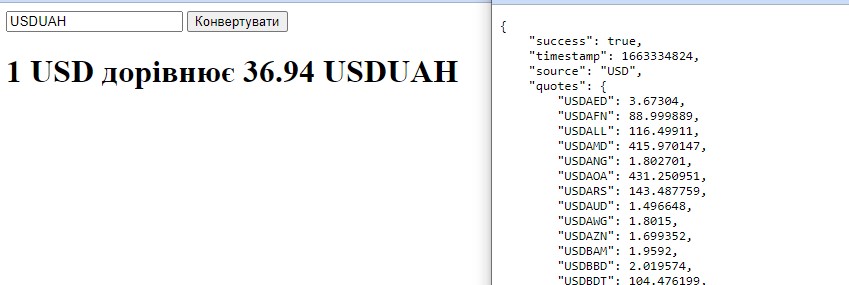 USDUAH Конвертувати
1 USD дорівнює 36.94 USDUAH
{
"success": true,
"timestamp": 1663334824,
"source": "USD",
"quotes": {
"USDAED": 3.67304,
"USDAFN": 88.999889,
"USDALL": 116.49911,
"USDAMD": 415.970147,
"USDANG": 1.802701,
"USDAOA": 431.250951,
"USDARS": 143.487759,
"USDAUD": 1.496648,
"USDAWG": 1.8015,
"USDAZN": 1.699352,
"USDBAM": 1.9592,
"USDBBD": 2.019574,
"USDBDT": 104.476199,